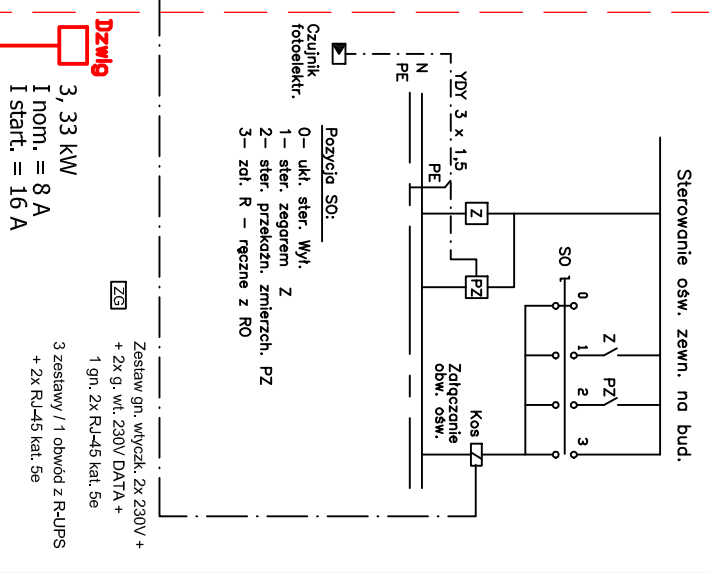 Sterowanie ośw. zewn. na bud.
SO
0
1
2
3
Z
PZ
Z
PZ
Kos
Załączanie
obw. ośw.
YDY 3 x 1,5
PE
N
PE
Czujnik
fotoelektr.
Pozycja SO:
0– ukł. ster. Wył.
1– ster. zegarem Z
2– ster. przekaźn. zmierzch. PZ
3– zał. R – ręczne z RO
Dzwig
3, 33 kW
I nom. = 8 A
I start. = 16 A
ZG
Zestaw gn. wtyczk. 2x 230V +
+ 2x g. wt. 230V DATA +
1 gn. 2x RJ-45 kat. 5e
3 zestawy / 1 obwód z R-UPS
+ 2x RJ-45 kat. 5e